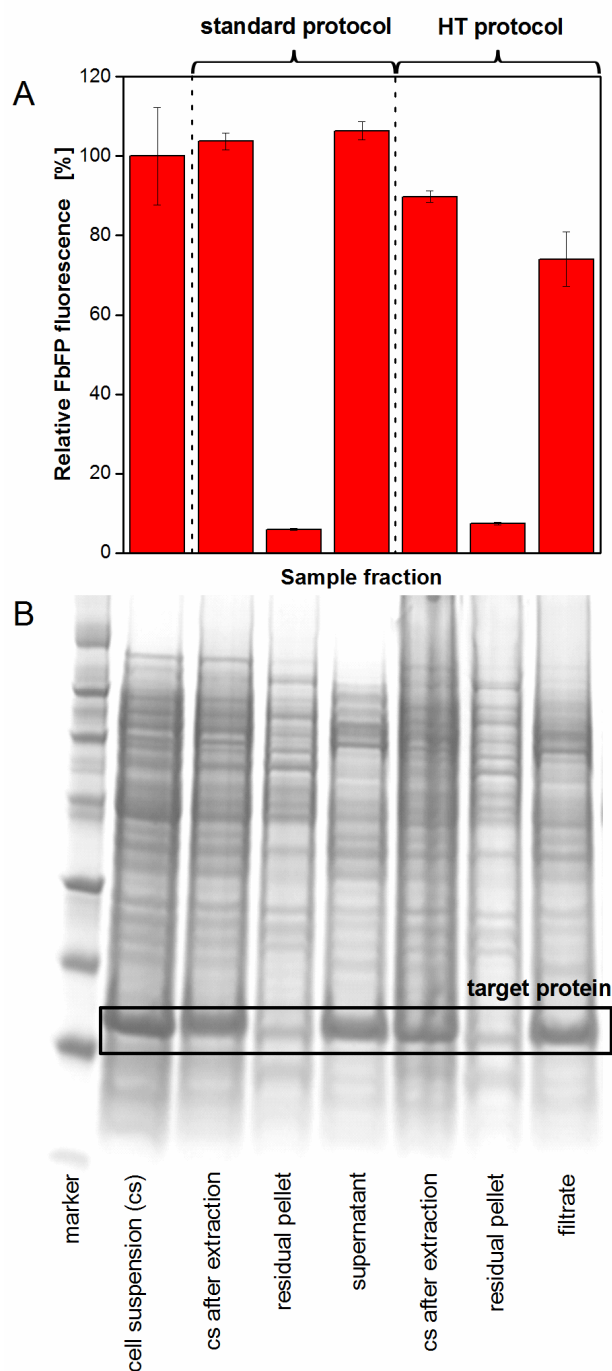 standard protocol
HT protocol
A
120
100
80
60
40
20
0
Relative FbFP fluorescence [%]
Sample fraction
B
target protein
marker
cell suspension (cs)
cs after extraction
residual pellet
supernatant
cs after extraction
residual pellet
filtrate